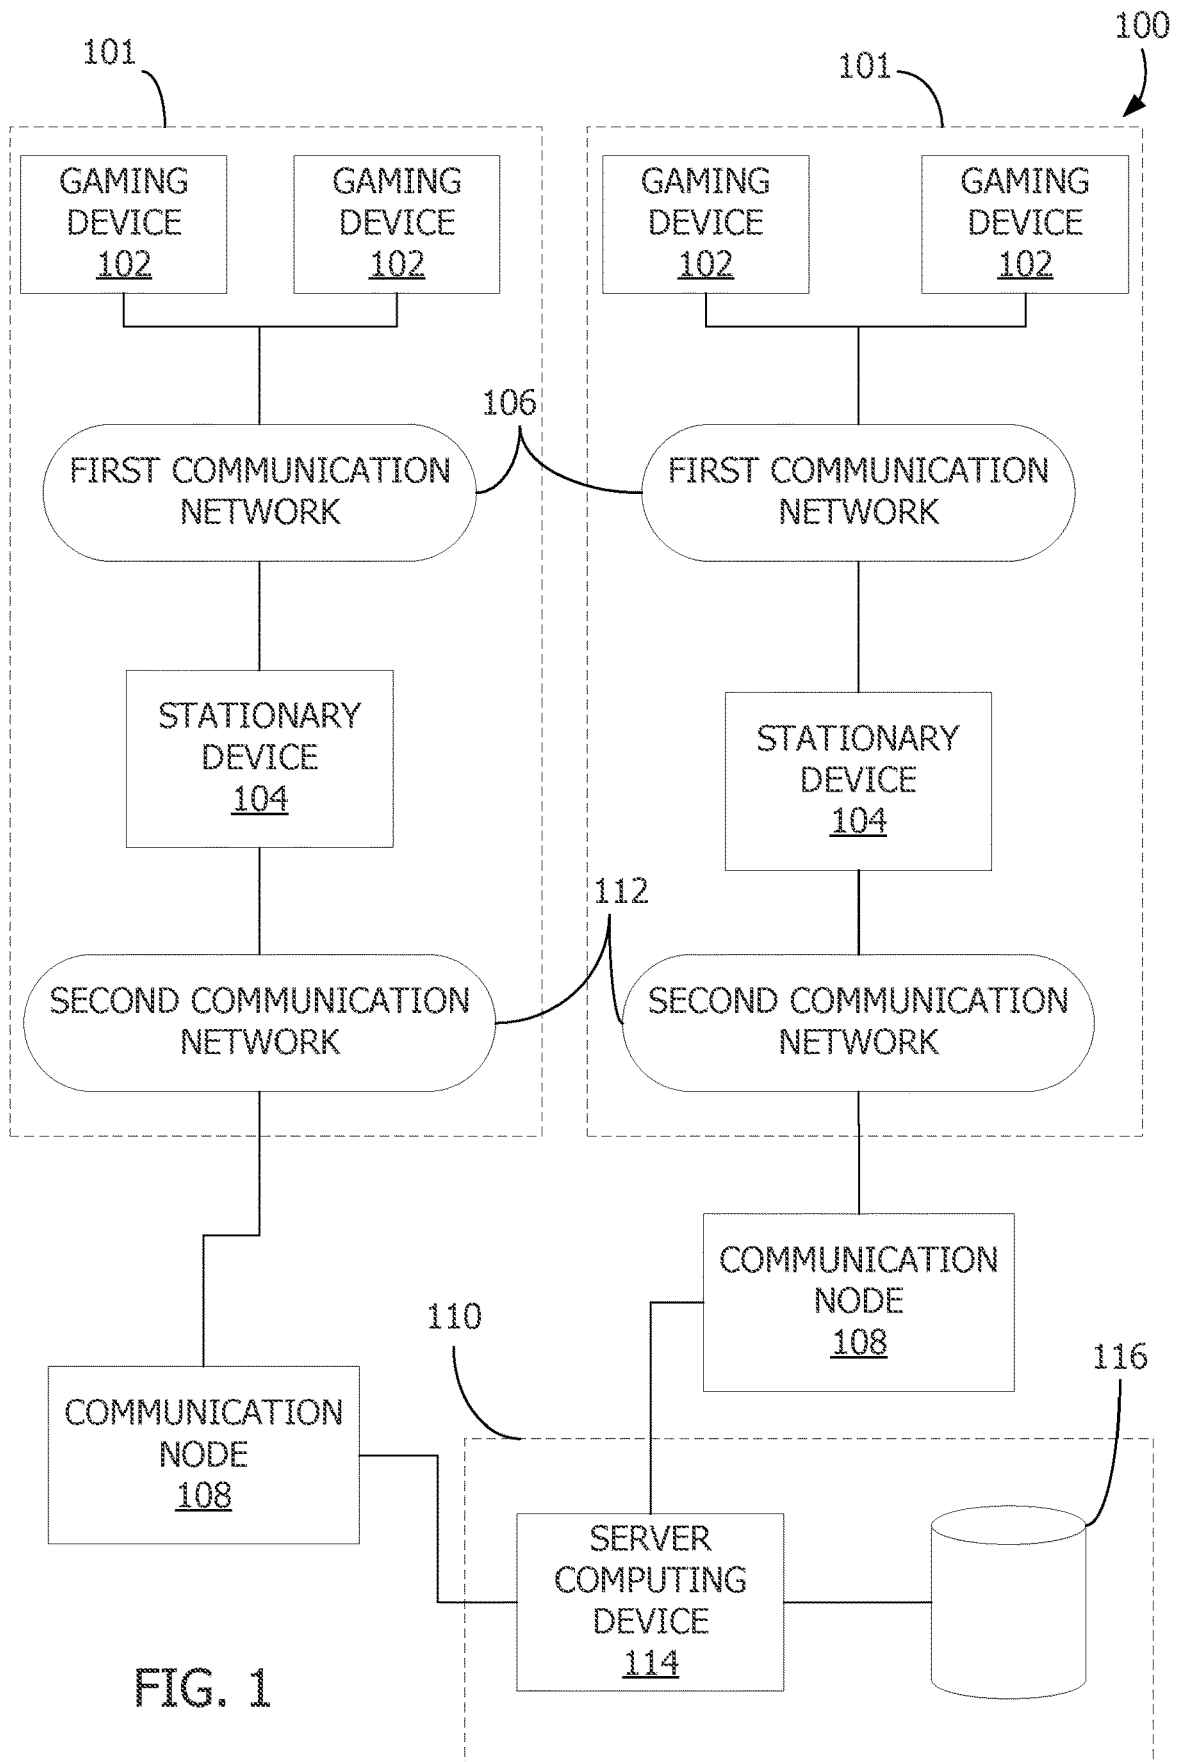 100
101
101
GAMING
DEVICE
102
GAMING
DEVICE
102
GAMING
DEVICE
102
GAMING
DEVICE
102
106
FIRST COMMUNICATION
NETWORK
FIRST COMMUNICATION
NETWORK
STATIONARY
DEVICE
104
STATIONARY
DEVICE
104
112
SECOND COMMUNICATION
NETWORK
SECOND COMMUNICATION
NETWORK
COMMUNICATION
NODE
108
110
116
COMMUNICATION
NODE
108
SERVER
COMPUTING
DEVICE
114
FIG. 1